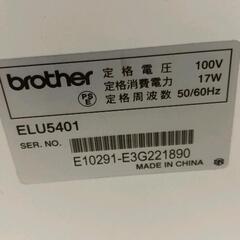 brother
PS
E
定格電圧 100V
定格消費電力 17W
定格周波数 50/60Hz
ELU5401
SER. NO.
E10291-E3G221890
MADE IN CHINA